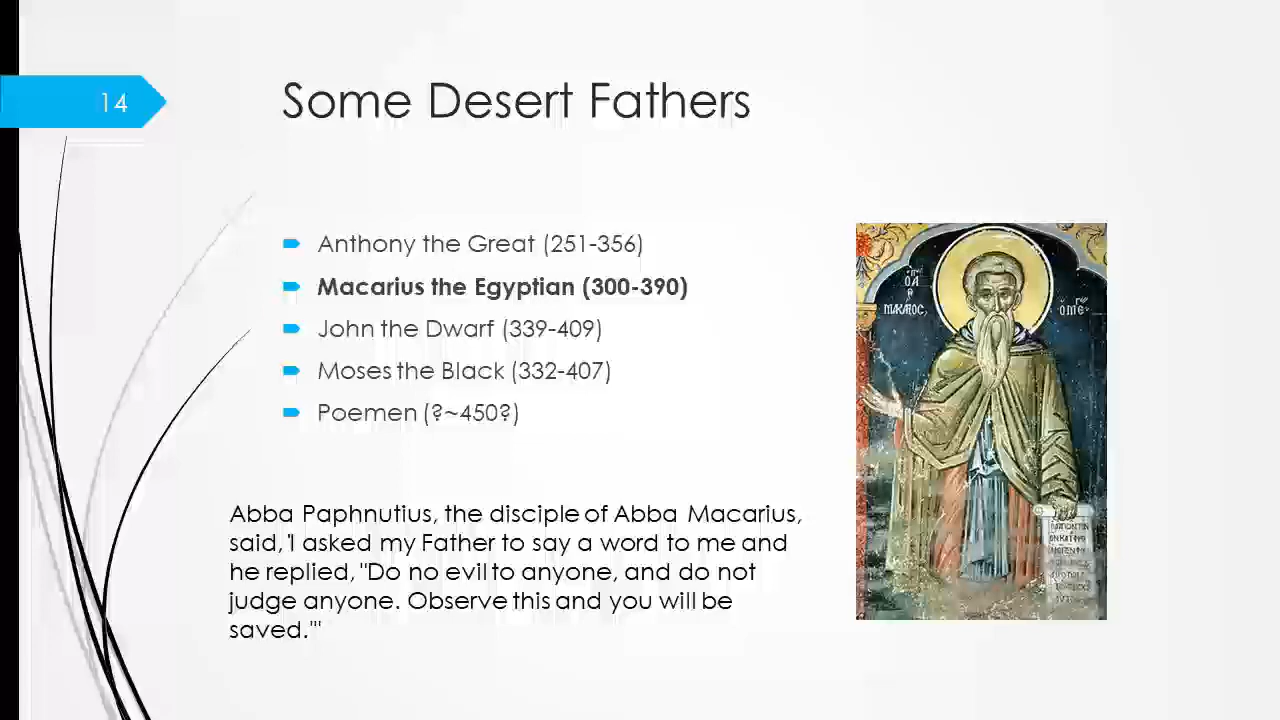 14
Some Desert Fathers
Anthony the Great (251-356)
Macarius the Egyptian (300-390)
John the Dwarf (339-409)
Moses the Black (332-407)
Poemen (?~450?)
Abba Paphnutius, the disciple of Abba Macarius,
said, 'I asked my Father to say a word to me and
he replied, "Do no evil to anyone, and do not
judge anyone. Observe this and you will be
saved."'
ΜΑΚΑΡΙΟΣ,